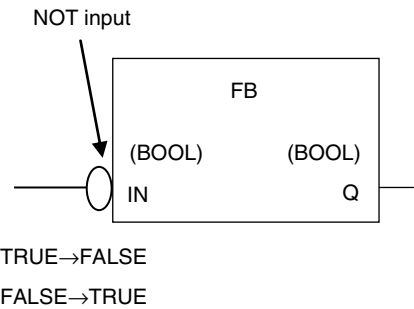 NOT input
FB
(BOOL) (BOOL)
IN Q
TRUE→FALSE
FALSE→TRUE